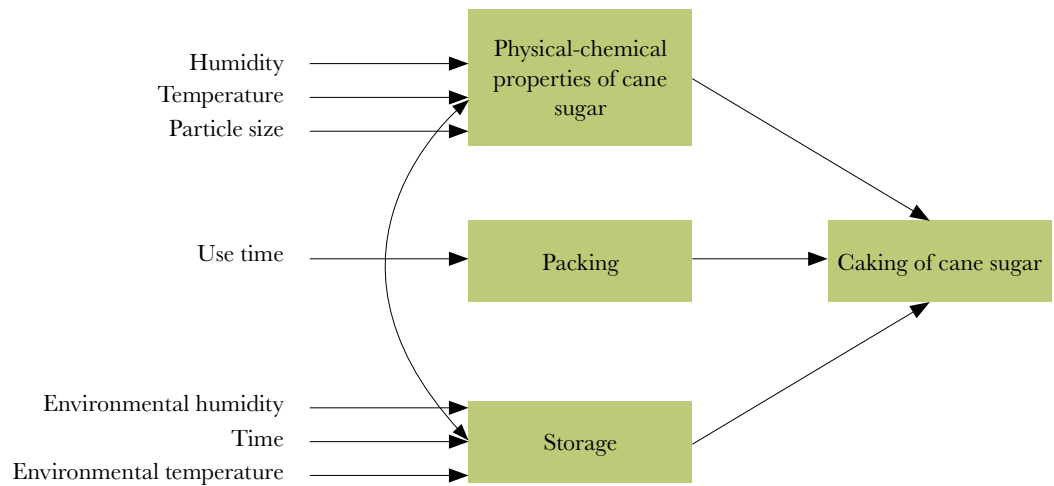 Humidity
Temperature
Particle size
Physical-chemical
properties of cane
sugar
Use time
Packing
Caking of cane sugar
Environmental humidity
Time
Environmental temperature
Storage